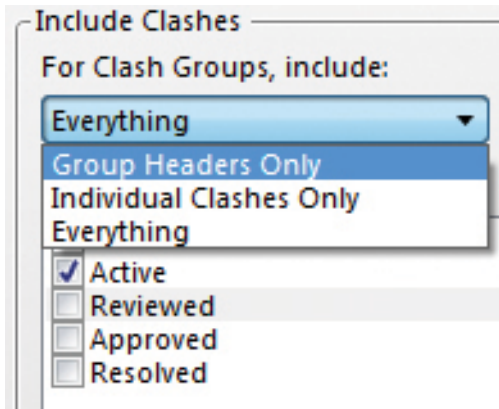 Include Clashes
For Clash Groups, include:
Everything
Group Headers Only
Individual Clashes Only
Everything
Active
Reviewed
Approved
Resolved